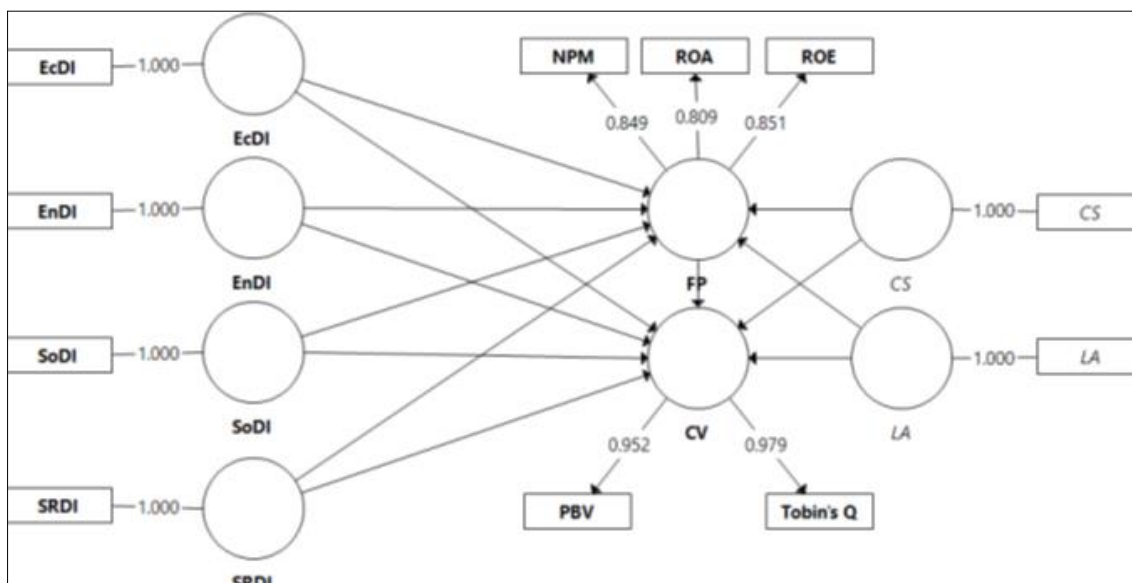 EcDI
1.000
EcDI
EnDI
1.000
EnDI
SoDI
1.000
SoDI
SRDI
1.000
SRDI
NPM
ROA
ROE
0.849
0.809
0.851
FP
CV
0.952
0.979
PBV
Tobin's Q
1.000
CS
CS
1.000
LA
LA